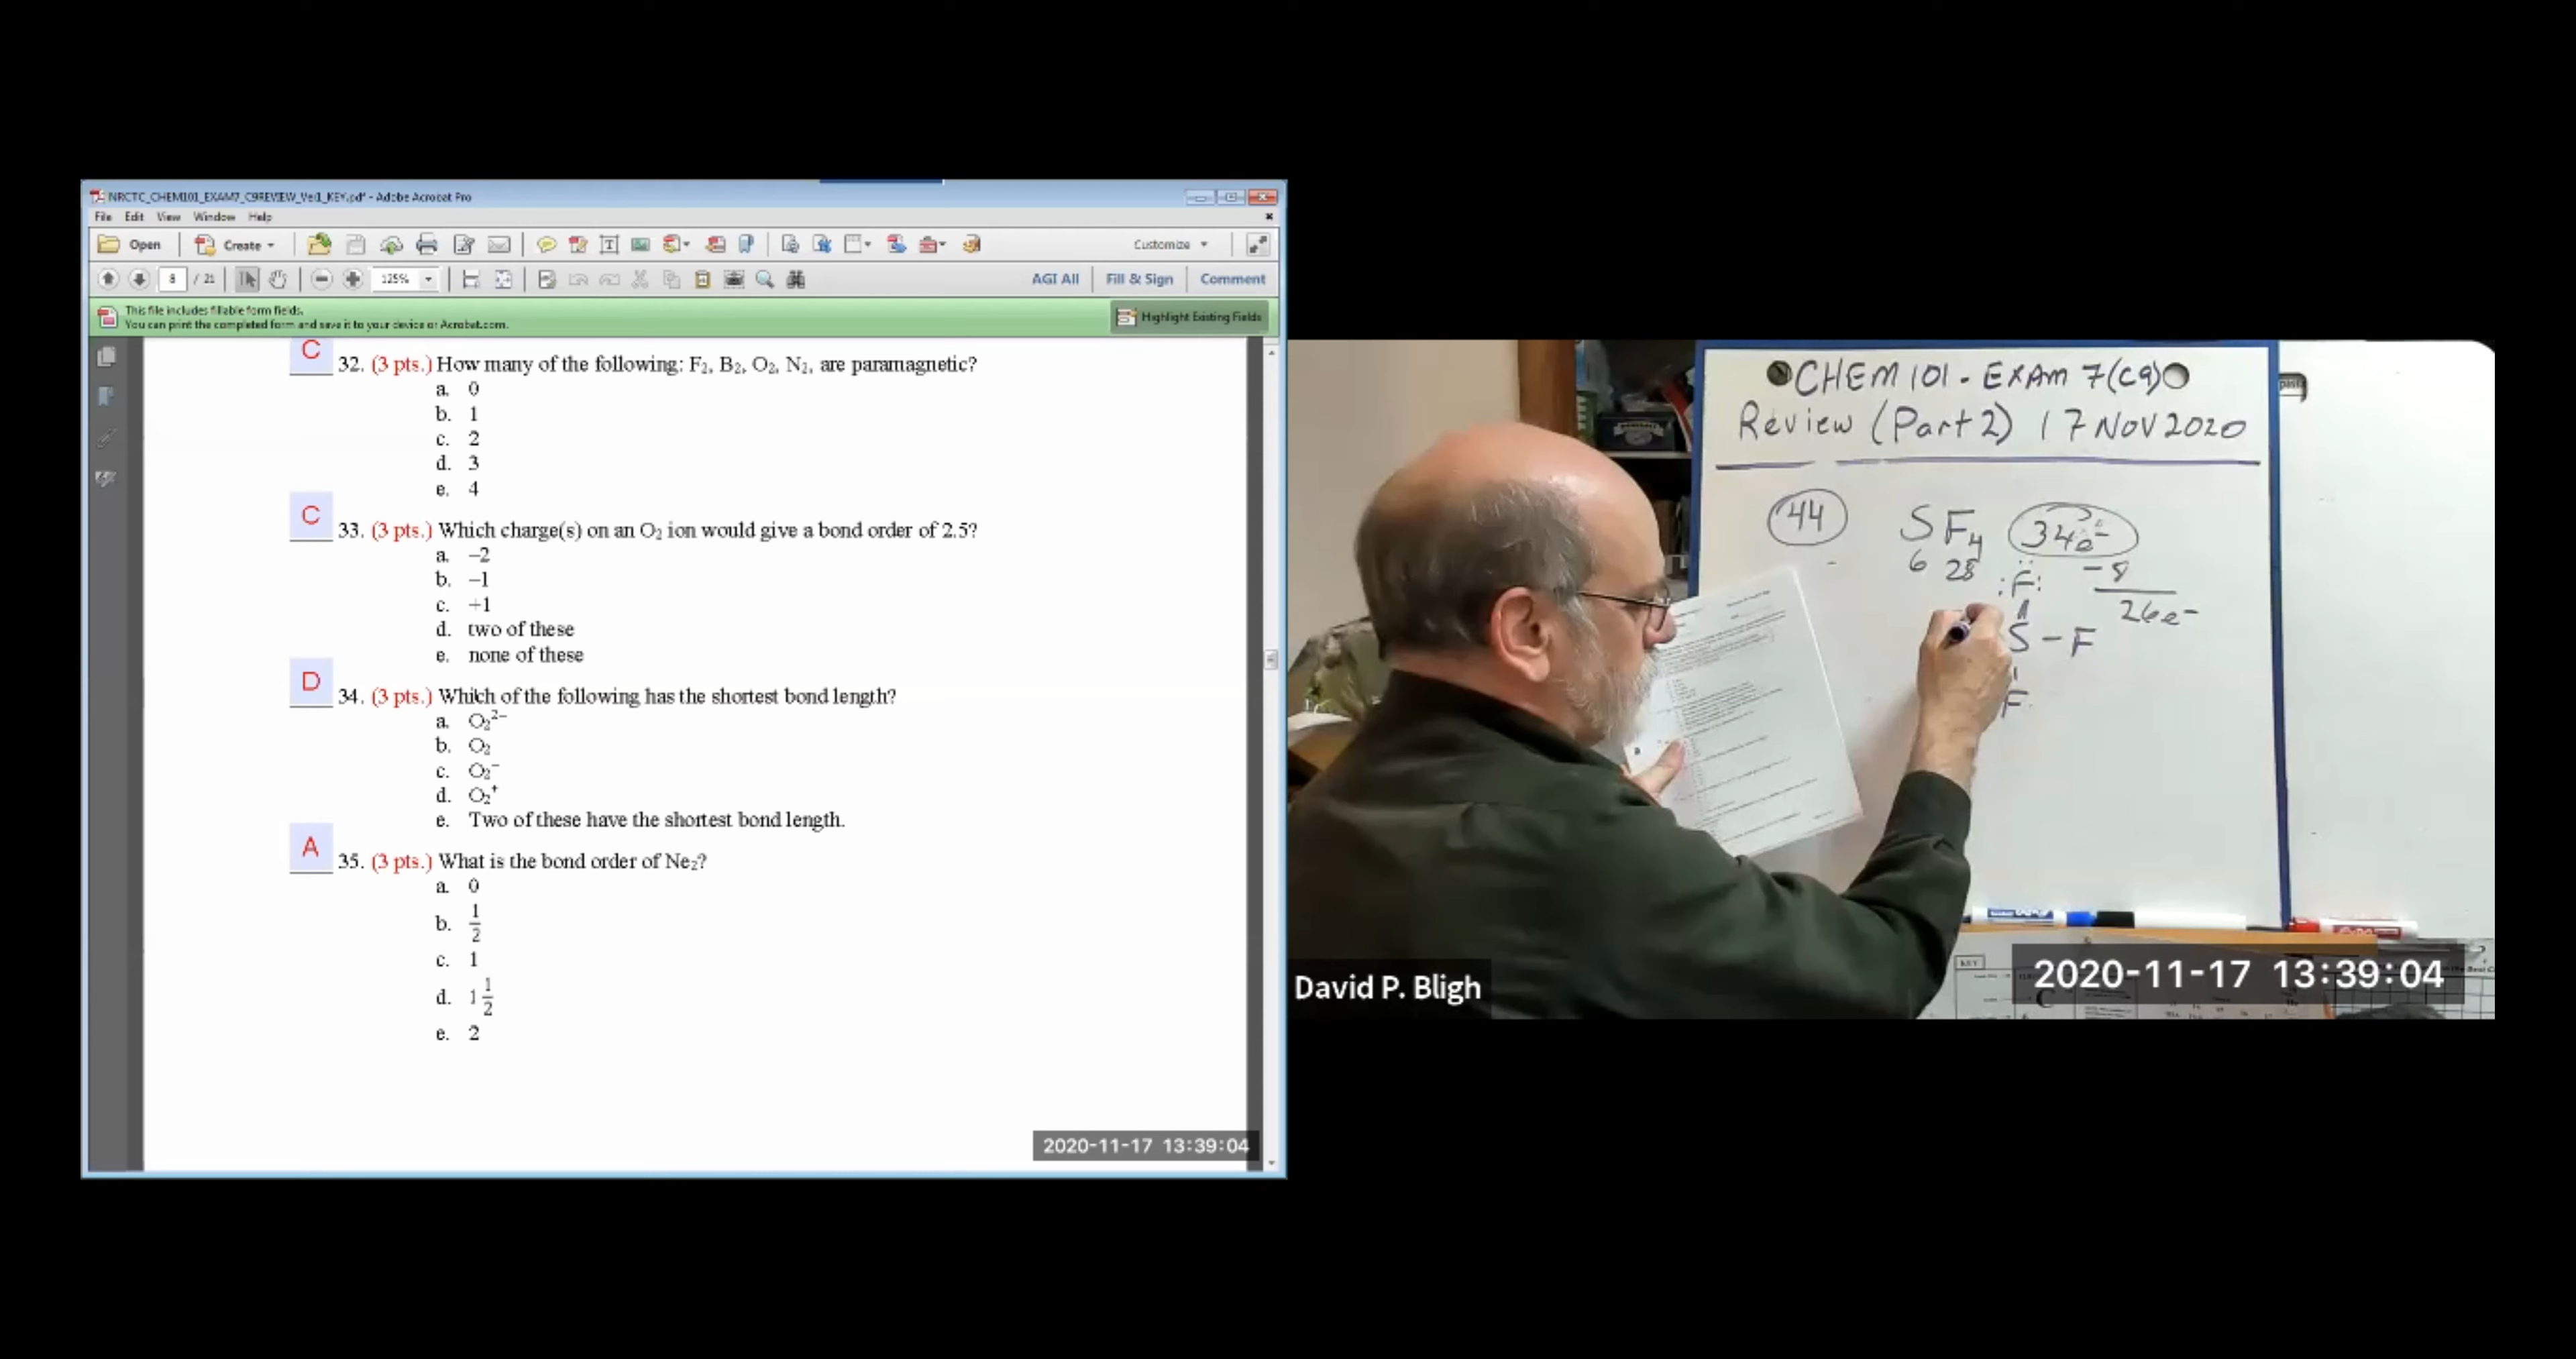 NRCTC_CHEM101_EXAM7_C9REVIEW_Ver1_KEY.pdf* - Adobe Acrobat Pro
File Edit View Window Help
Open Create Customize
8 / 21 125% AGI All Fill & Sign Comment
This file includes fillable form fields.
You can print the completed form and save it to your device or Acrobat.com.
Highlight Existing Fields
C
32. (3 pts.) How many of the following: F₂, B₂, O₂, N₂, are paramagnetic?
a. 0
b. 1
c. 2
d. 3
e. 4
C
33. (3 pts.) Which charge(s) on an O₂ ion would give a bond order of 2.5?
a. –2
b. –1
c. +1
d. two of these
e. none of these
D
34. (3 pts.) Which of the following has the shortest bond length?
a. O₂²⁻
b. O₂
c. O₂⁻
d. O₂⁺
e. Two of these have the shortest bond length.
A
35. (3 pts.) What is the bond order of Ne₂?
a. 0
b. 1/2
c. 1
d. 1 1/2
e. 2
2020-11-17 13:39:04
CHEM 101 - EXAM 7 (C9)
Review (Part 2) 17 NOV 2020
44 SF₄ 34e⁻
6 28 -8
:F: 26e⁻
S - F
F
David P. Bligh
2020-11-17 13:39:04